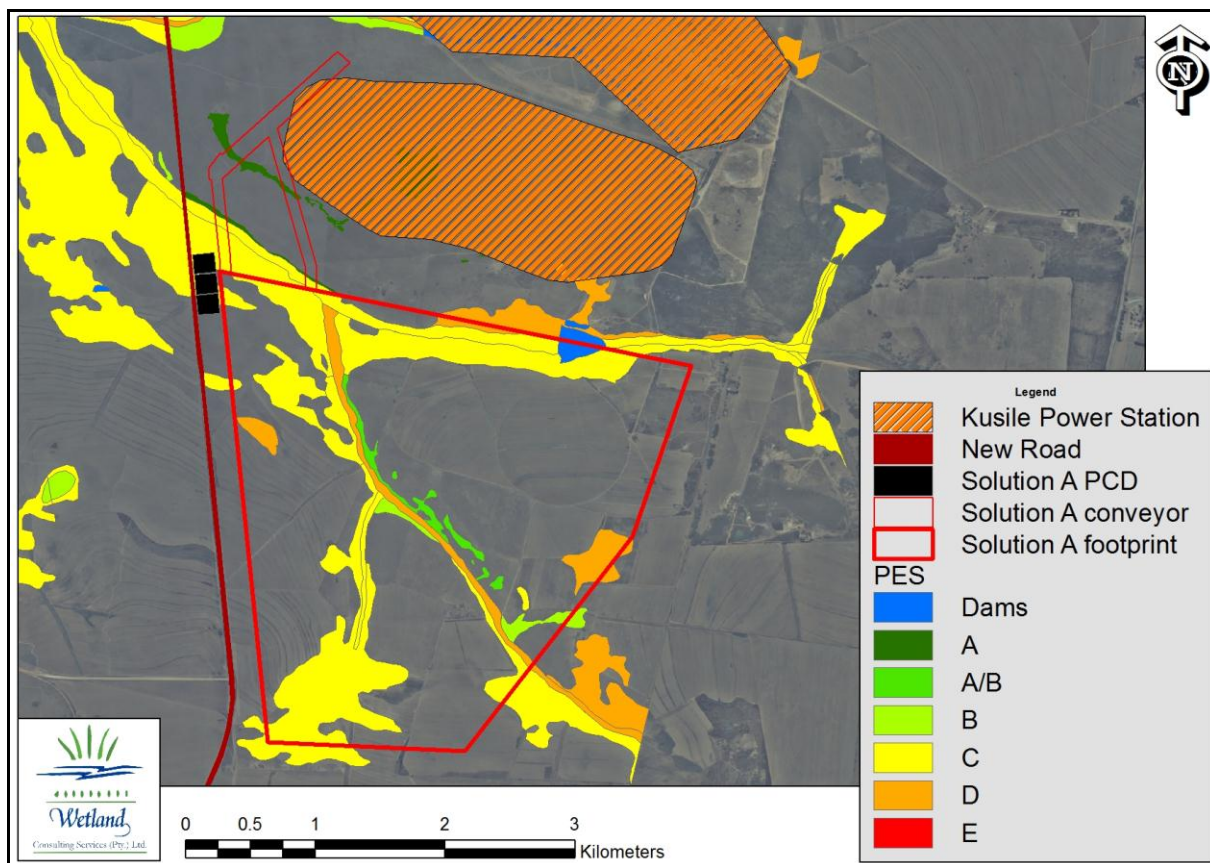 N
Legend
Kusile Power Station
New Road
Solution A PCD
Solution A conveyor
Solution A footprint
PES
Dams
A
A/B
B
C
D
E
Wetland
Consulting Services (Pty.) Ltd.
0 0.5 1 2 3
Kilometers